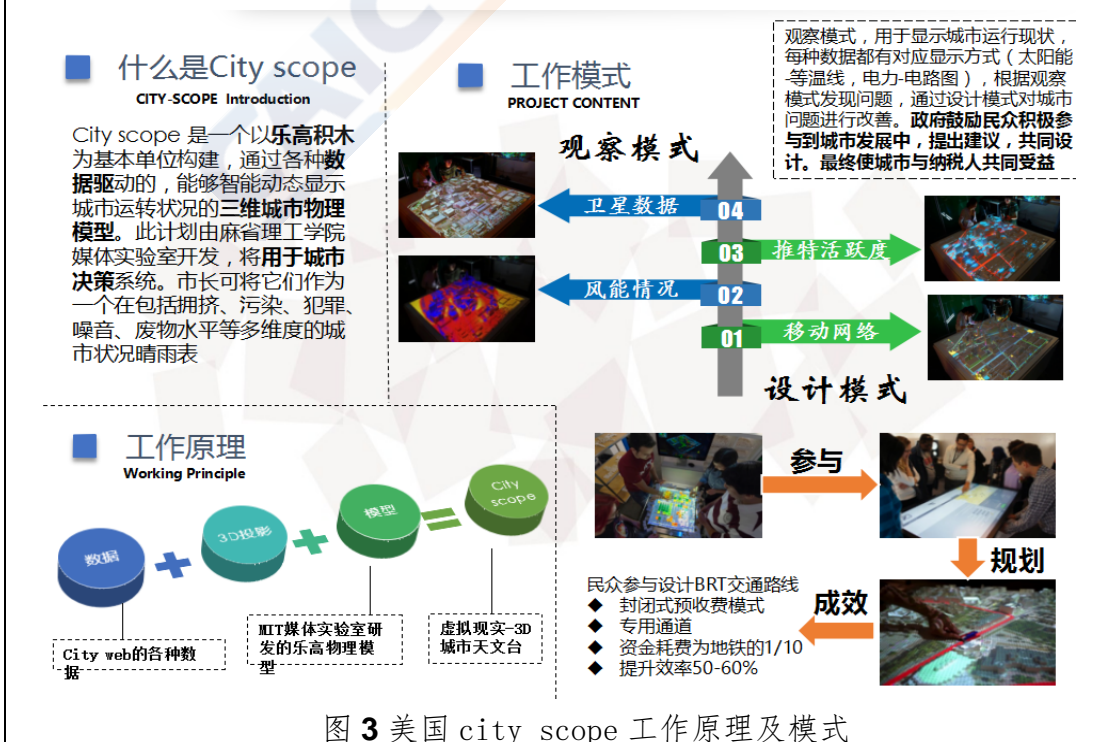 什么是City scope
CITY-SCOPE Introduction
City scope 是一个以乐高积木
为基本单位构建，通过各种数
据驱动的，能够智能动态显示
城市运转状况的三维城市物理
模型。此计划由麻省理工学院
媒体实验室开发，将用于城市
决策系统。市长可将它们作为
一个在包括拥挤、污染、犯罪、
噪音、废物水平等多维度的城
市状况晴雨表
工作模式
PROJECT CONTENT
观察模式，用于显示城市运行现状，
每种数据都有对应显示方式（太阳能
-等温线，电力-电路图），根据观察
模式发现问题，通过设计模式对城市
问题进行改善。政府鼓励民众积极参
与到城市发展中，提出建议，共同设
计。最终使城市与纳税人共同受益
观察模式
卫星数据
04
03
推特活跃度
风能情况
02
01
移动网络
设计模式
工作原理
Working Principle
数据
3D投影
模型
City
scope
City web的各种数
据
MIT媒体实验室研
发的乐高物理模
型
虚拟现实-3D
城市天文台
参与
规划
成效
民众参与设计BRT交通路线
◆ 封闭式预收费模式
◆ 专用通道
◆ 资金耗费为地铁的1/10
◆ 提升效率50-60%
图 3 美国 city scope 工作原理及模式